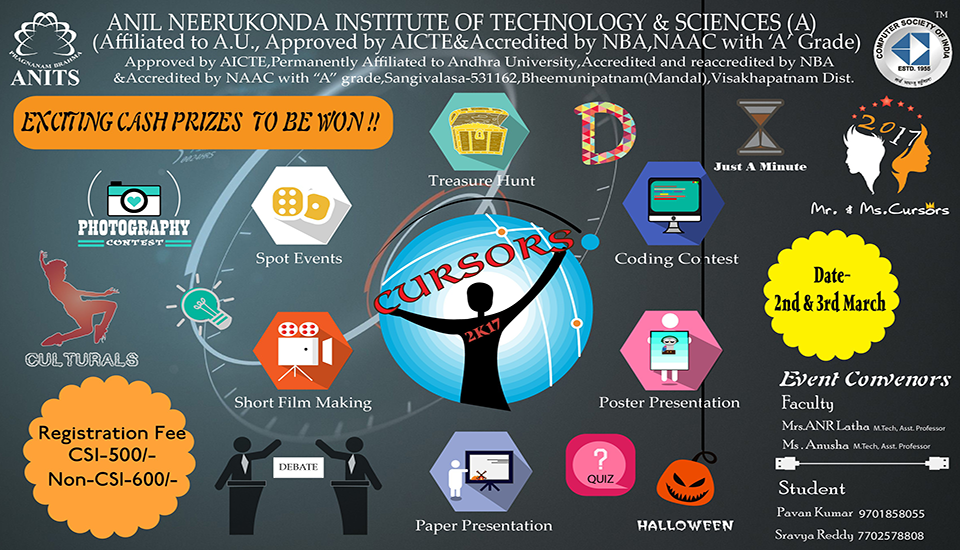 ANIL NEERUKONDA INSTITUTE OF TECHNOLOGY & SCIENCES (A)
(Affiliated to A.U., Approved by AICTE&Accredited by NBA,NAAC with ‘A’ Grade)
Approved by AICTE,Permanently Affiliated to Andhra University,Accredited and reaccredited by NBA
&Accredited by NAAC with “A” grade,Sangivalasa-531162,Bheemunipatnam(Mandal),Visakhapatnam Dist.
PRAGNANAM BRAHMA
ANITS
TM
COMPUTER SOCIETY OF INDIA
ESTD. 1965
EXCITING CASH PRIZES TO BE WON !!
Treasure Hunt
D
Just A Minute
2017
Mr. & Ms.Cursors
PHOTOGRAPHY
CONTEST
Spot Events
Coding Contest
CURSORS
2K17
Date-
2nd & 3rd March
CULTURALS
Short Film Making
Poster Presentation
Registration Fee
CSI-500/-
Non-CSI-600/-
DEBATE
Paper Presentation
?
QUIZ
HALLOWEEN
Event Convenors
Faculty
Mrs.ANR Latha M.Tech, Asst. Professor
Ms. Anusha M.Tech, Asst. Professor
Student
Pavan Kumar 9701858055
Sravya Reddy 7702578808